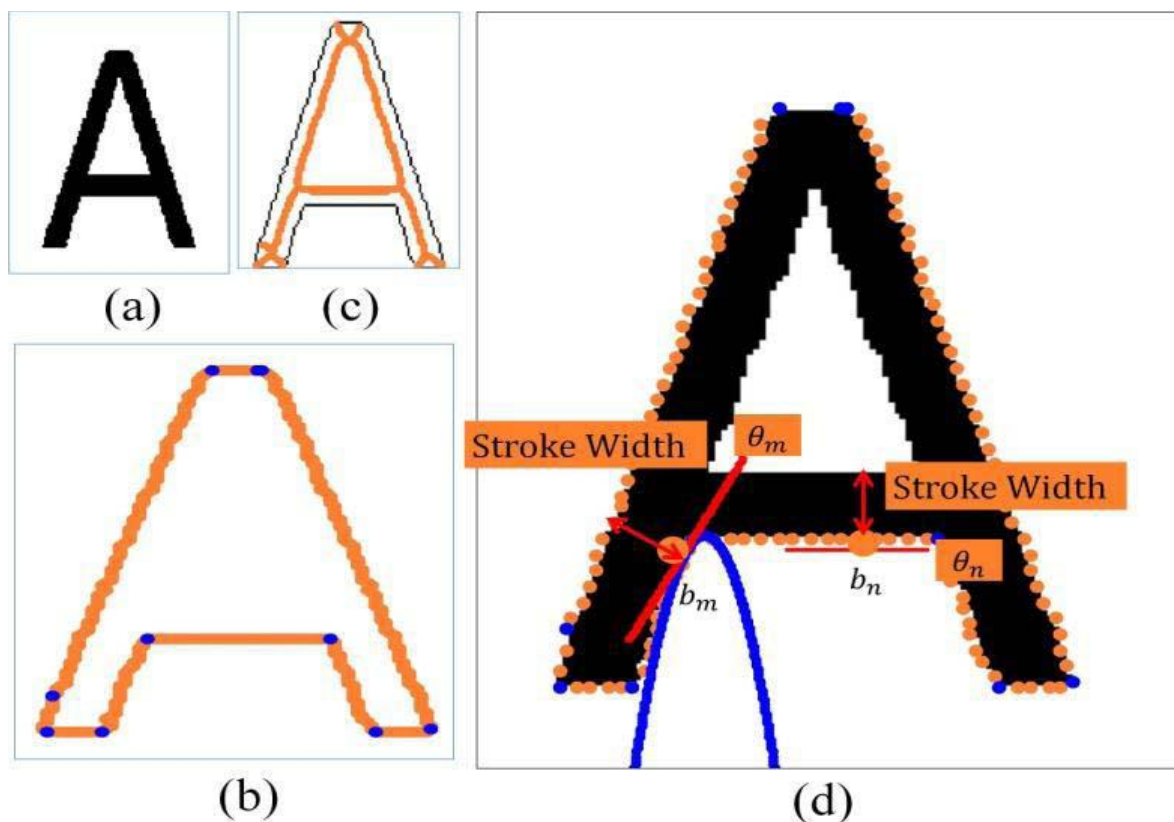 A
A
(a)
(c)
A
(b)
A
Stroke Width
θₘ
Stroke Width
bₘ
bₙ
θₙ
(d)